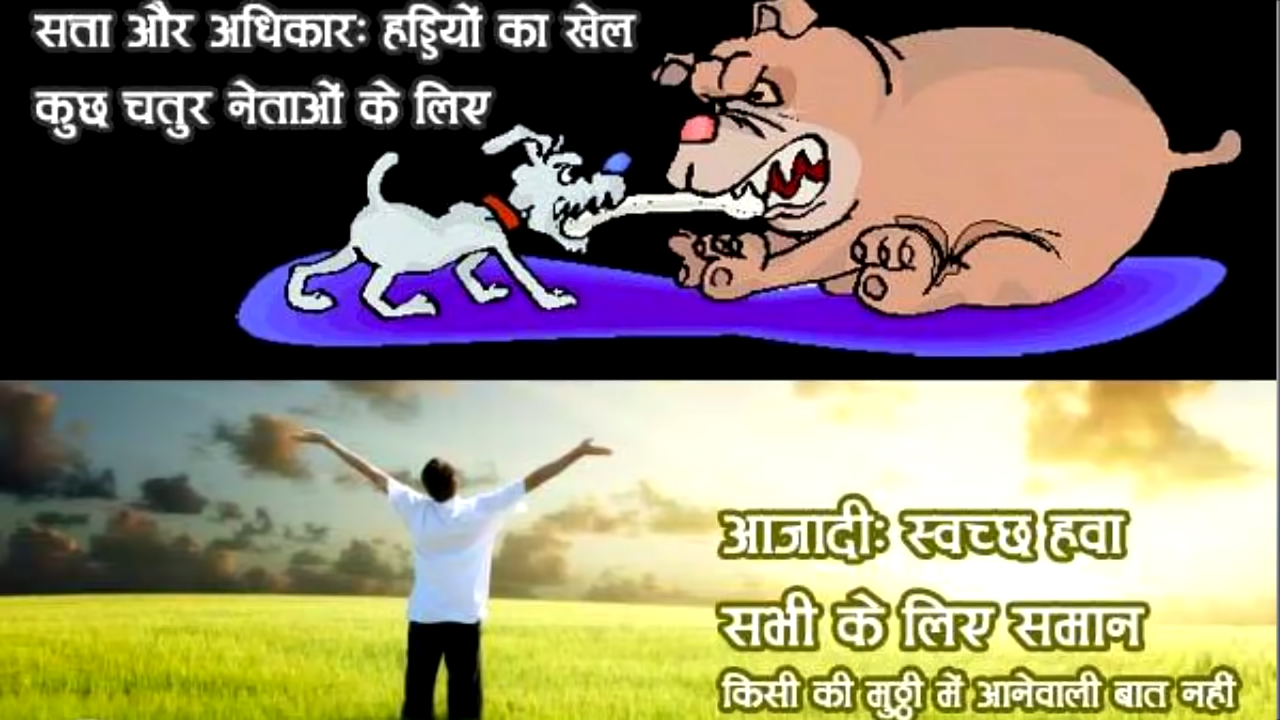 सता और अधिकारः हड्डियों का खेल
कुछ चतुर नेताओं के लिए
आजादीः स्वच्छ हवा
सभी के लिए समान
किसी की मुठ्ठी में आनेवाली बात नही